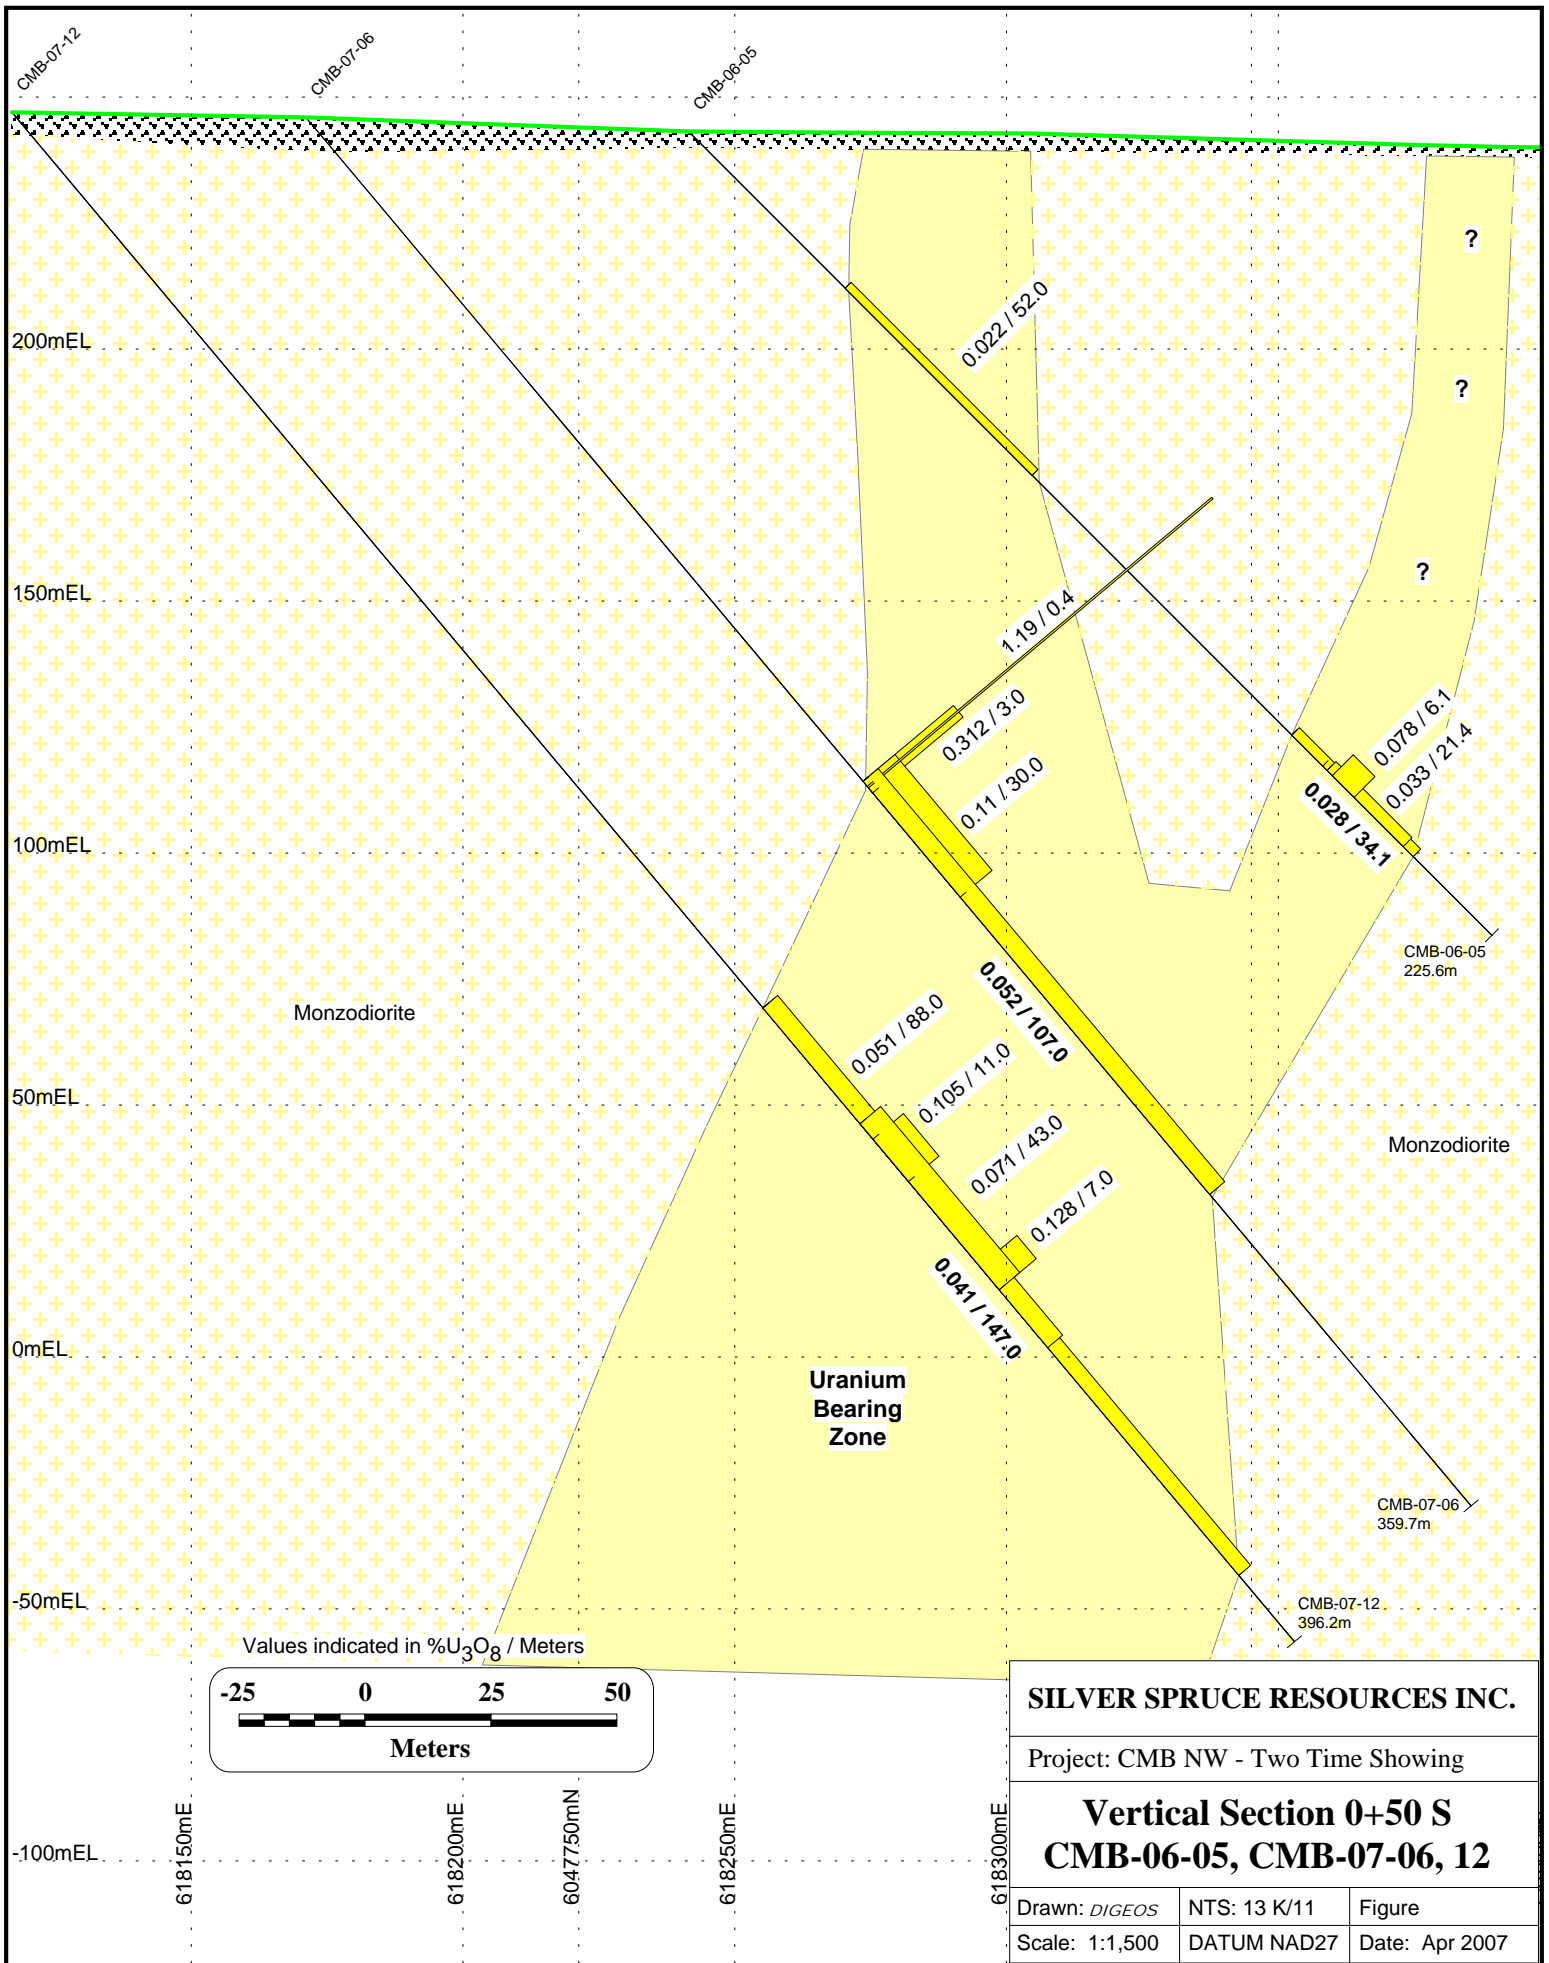 CMB-07-12
CMB-07-06
CMB-06-05
?
0.022 / 52.0
200mEL
?
?
150mEL
1.19 / 0.4
0.312 / 3.0
0.078 / 6.1
0.033 / 21.4
0.11 / 30.0
0.028 / 34.1
100mEL
CMB-06-05
225.6m
0.052 / 107.0
Monzodiorite
0.051 / 88.0
0.105 / 11.0
50mEL
0.071 / 43.0
Monzodiorite
0.128 / 7.0
0.041 / 147.0
0mEL
Uranium
Bearing
Zone
CMB-07-06
359.7m
-50mEL
CMB-07-12
396.2m
Values indicated in %U3O8 / Meters
-25 0 25 50
Meters
SILVER SPRUCE RESOURCES INC.
Project: CMB NW - Two Time Showing
Vertical Section 0+50 S
CMB-06-05, CMB-07-06, 12
-100mEL
618150mE
618200mE
6047750mN
618250mE
618300mE
Drawn: DIGEOS NTS: 13 K/11 Figure
Scale: 1:1,500 DATUM NAD27 Date: Apr 2007